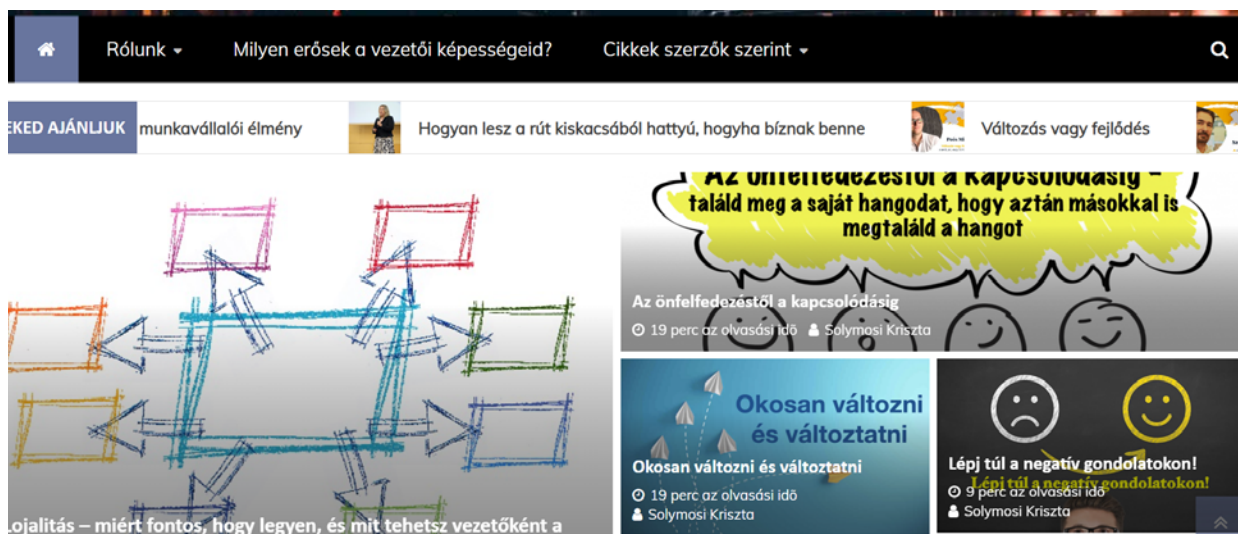 Rólunk
Milyen erősek a vezetői képességeid?
Cikkek szerzők szerint
EKED AJÁNLJUK
munkavállalói élmény
Hogyan lesz a rút kiskacsából hattyú, hogyha bíznak benne
Változás vagy fejlődés
Az önfelfedezéstől a kapcsolódásig -
találd meg a saját hangodat, hogy aztán másokkal is
megtaláld a hangot
Az önfelfedezéstől a kapcsolódásig
19 perc az olvasási idő Solymosi Kriszta
Okosan változni
és változtatni
Okosan változni és változtatni
19 perc az olvasási idő
Solymosi Kriszta
Lépj túl a negatív gondolatokon!
Lépj túl a negatív gondolatokon!
9 perc az olvasási idő
Solymosi Kriszta
Lojalitás – miért fontos, hogy legyen, és mit tehetsz vezetőként a